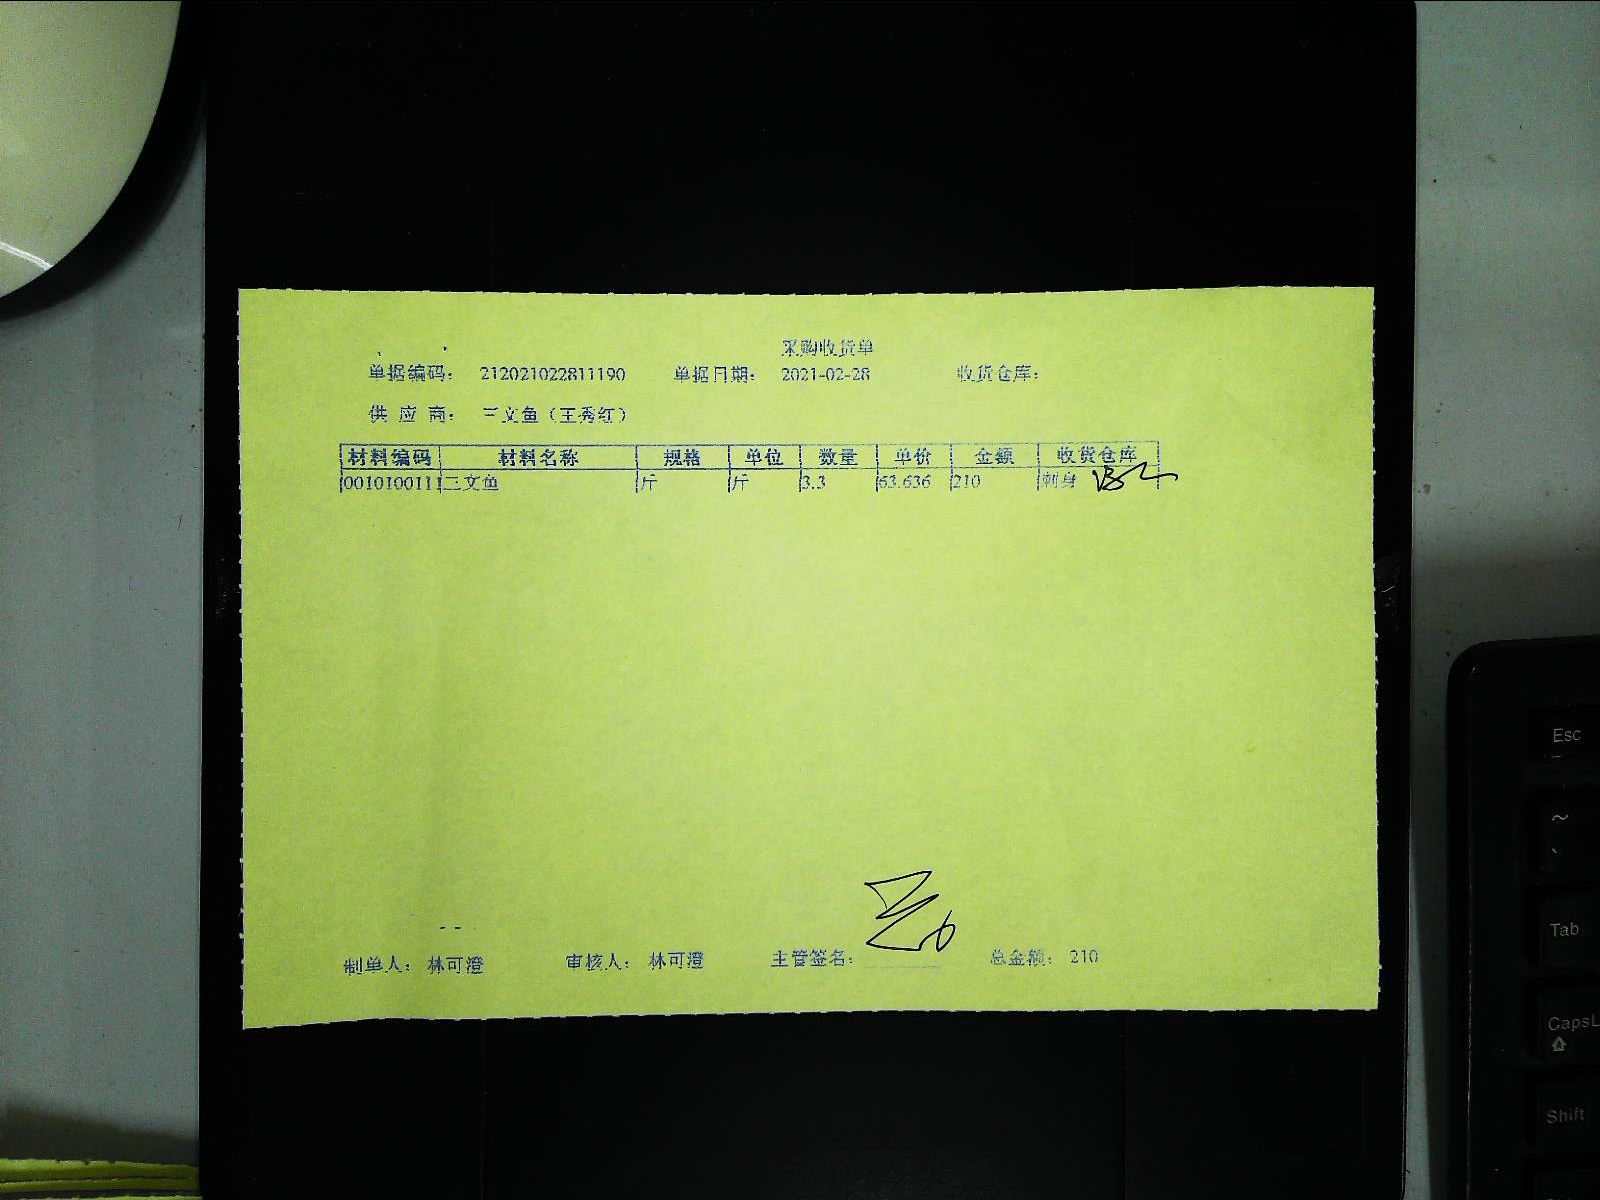 采购收货单
单据编码： 212021022811190 单据日期： 2021-02-28 收货仓库：
供 应 商： 三文鱼（王秀红）
材料编码 材料名称 规格 单位 数量 单价 金额 收货仓库
0010100111 三文鱼 斤 斤 3.3 63.636 210 刺身
制单人： 林可澄 审核人： 林可澄 主管签名： 总金额： 210
Esc
~
`
Tab
CapsL
Shift